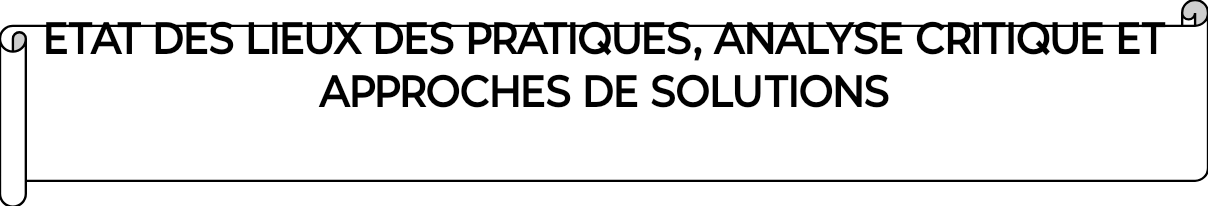 ETAT DES LIEUX DES PRATIQUES, ANALYSE CRITIQUE ET
APPROCHES DE SOLUTIONS